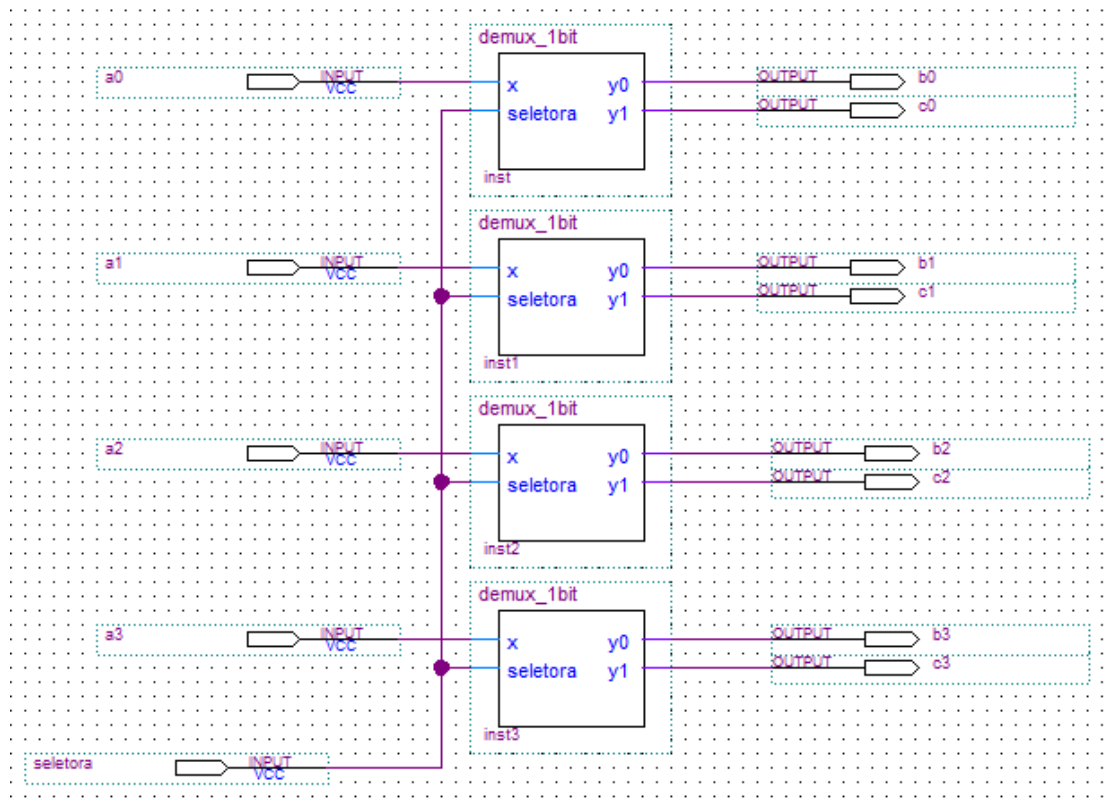 demux_1bit
a0 INPUT VCC x y0 OUTPUT b0
seletora y1 OUTPUT c0
inst
demux_1bit
a1 INPUT VCC x y0 OUTPUT b1
seletora y1 OUTPUT c1
inst1
demux_1bit
a2 INPUT VCC x y0 OUTPUT b2
seletora y1 OUTPUT c2
inst2
demux_1bit
a3 INPUT VCC x y0 OUTPUT b3
seletora y1 OUTPUT c3
inst3
seletora INPUT VCC